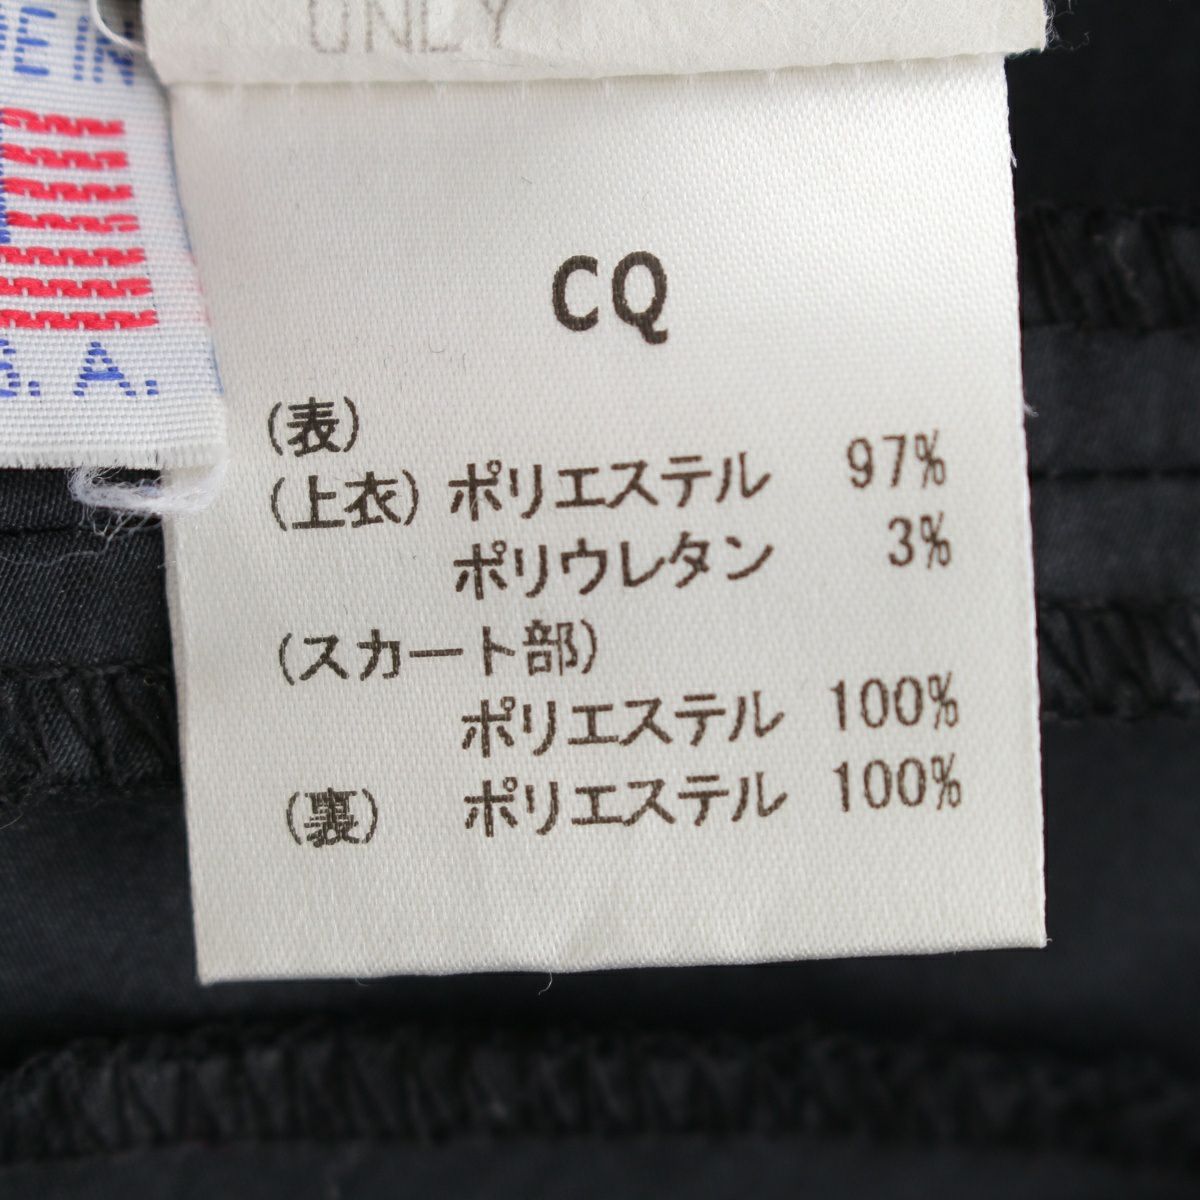 ONLY
CQ
(表)
(上衣) ポリエステル 97%
ポリウレタン 3%
(スカート部)
ポリエステル 100%
(裏) ポリエステル 100%
DE IN
S. A.